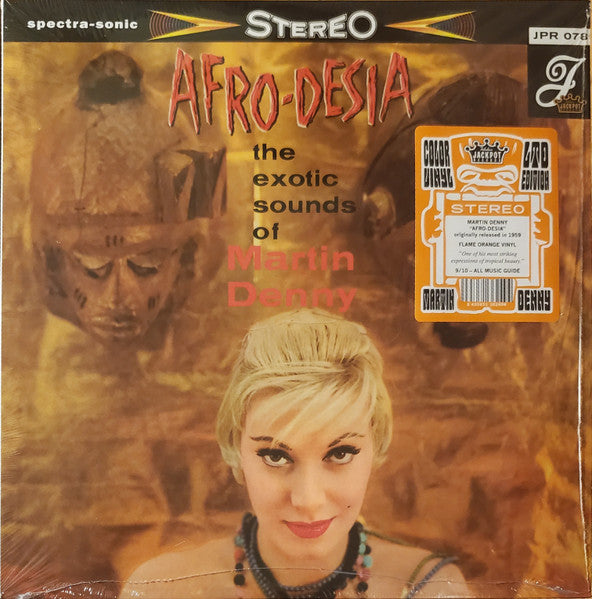 spectra-sonic
STEREO
JPR 078
J
JACKPOT
AFRO-DESIA
the
exotic
sounds
of
Martin
Denny
COLOR
VINYL
JACKPOT
LTD
EDITION
STEREO
MARTIN DENNY
"AFRO-DESIA"
originally released in 1959
FLAME ORANGE VINYL
"One of his most striking
expressions of tropical beauty."
9/10 – ALL MUSIC GUIDE
MARTIN
DENNY